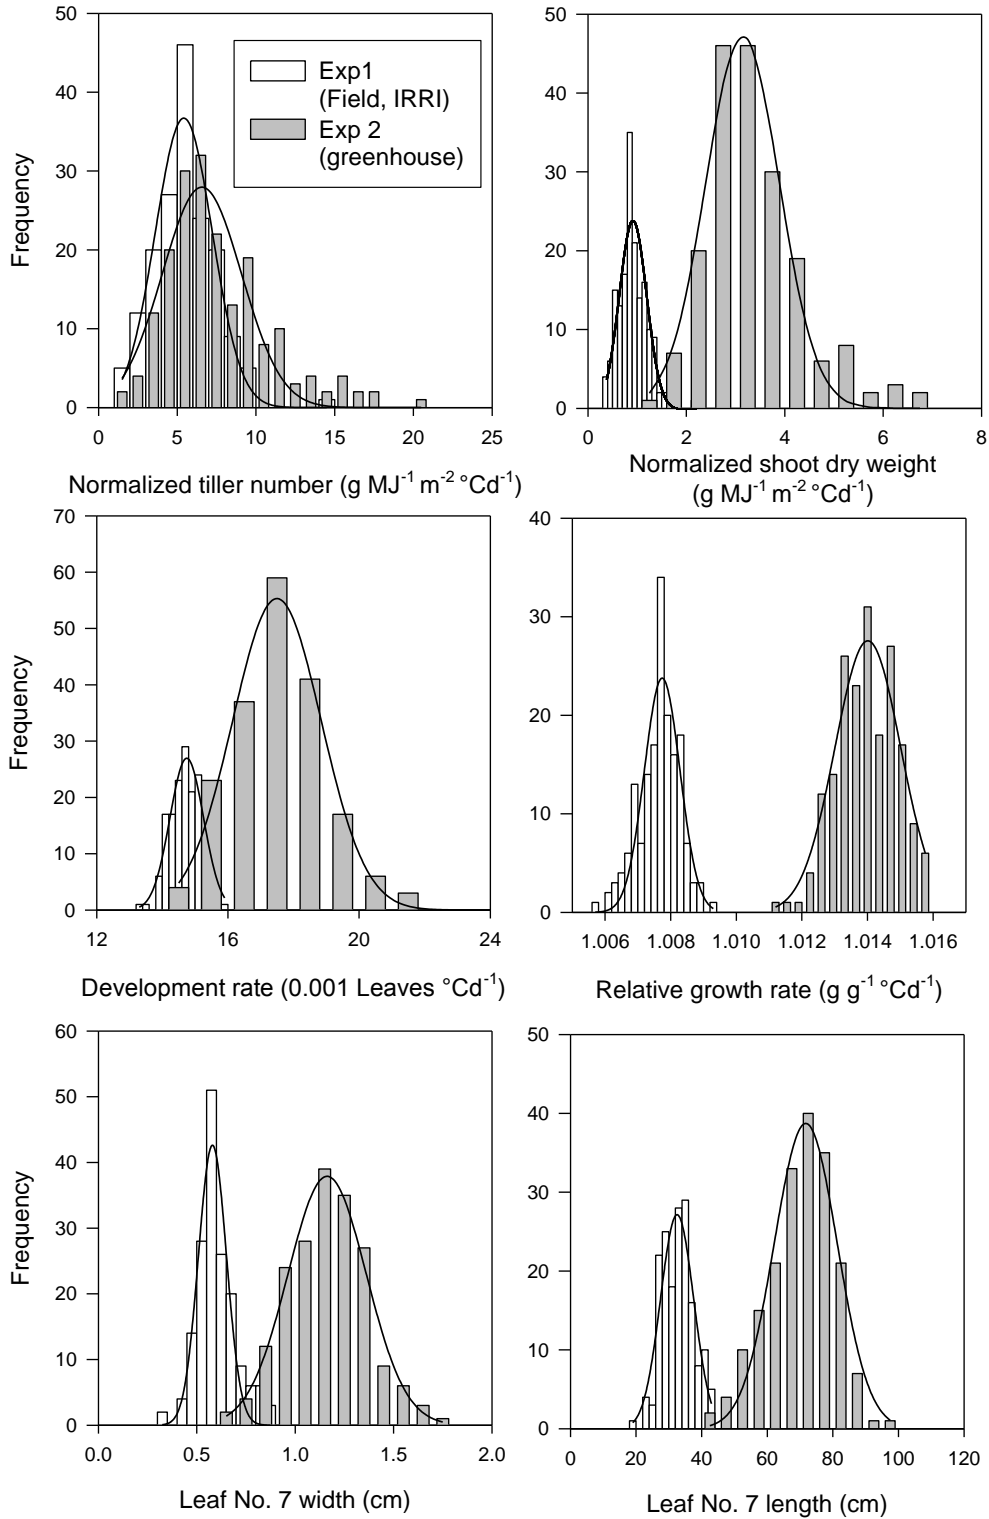 50
40
30
20
10
0
Frequency
Exp1
(Field, IRRI)
Exp 2
(greenhouse)
0 5 10 15 20 25
Normalized tiller number (g MJ⁻¹ m⁻² °Cd⁻¹)
50
40
30
20
10
0
0 2 4 6 8
Normalized shoot dry weight
(g MJ⁻¹ m⁻² °Cd⁻¹)
70
60
50
40
30
20
10
0
Frequency
12 16 20 24
Development rate (0.001 Leaves °Cd⁻¹)
40
30
20
10
0
1.006 1.008 1.010 1.012 1.014 1.016
Relative growth rate (g g⁻¹ °Cd⁻¹)
60
50
40
30
20
10
0
Frequency
0.0 0.5 1.0 1.5 2.0
Leaf No. 7 width (cm)
50
40
30
20
10
0
0 20 40 60 80 100 120
Leaf No. 7 length (cm)